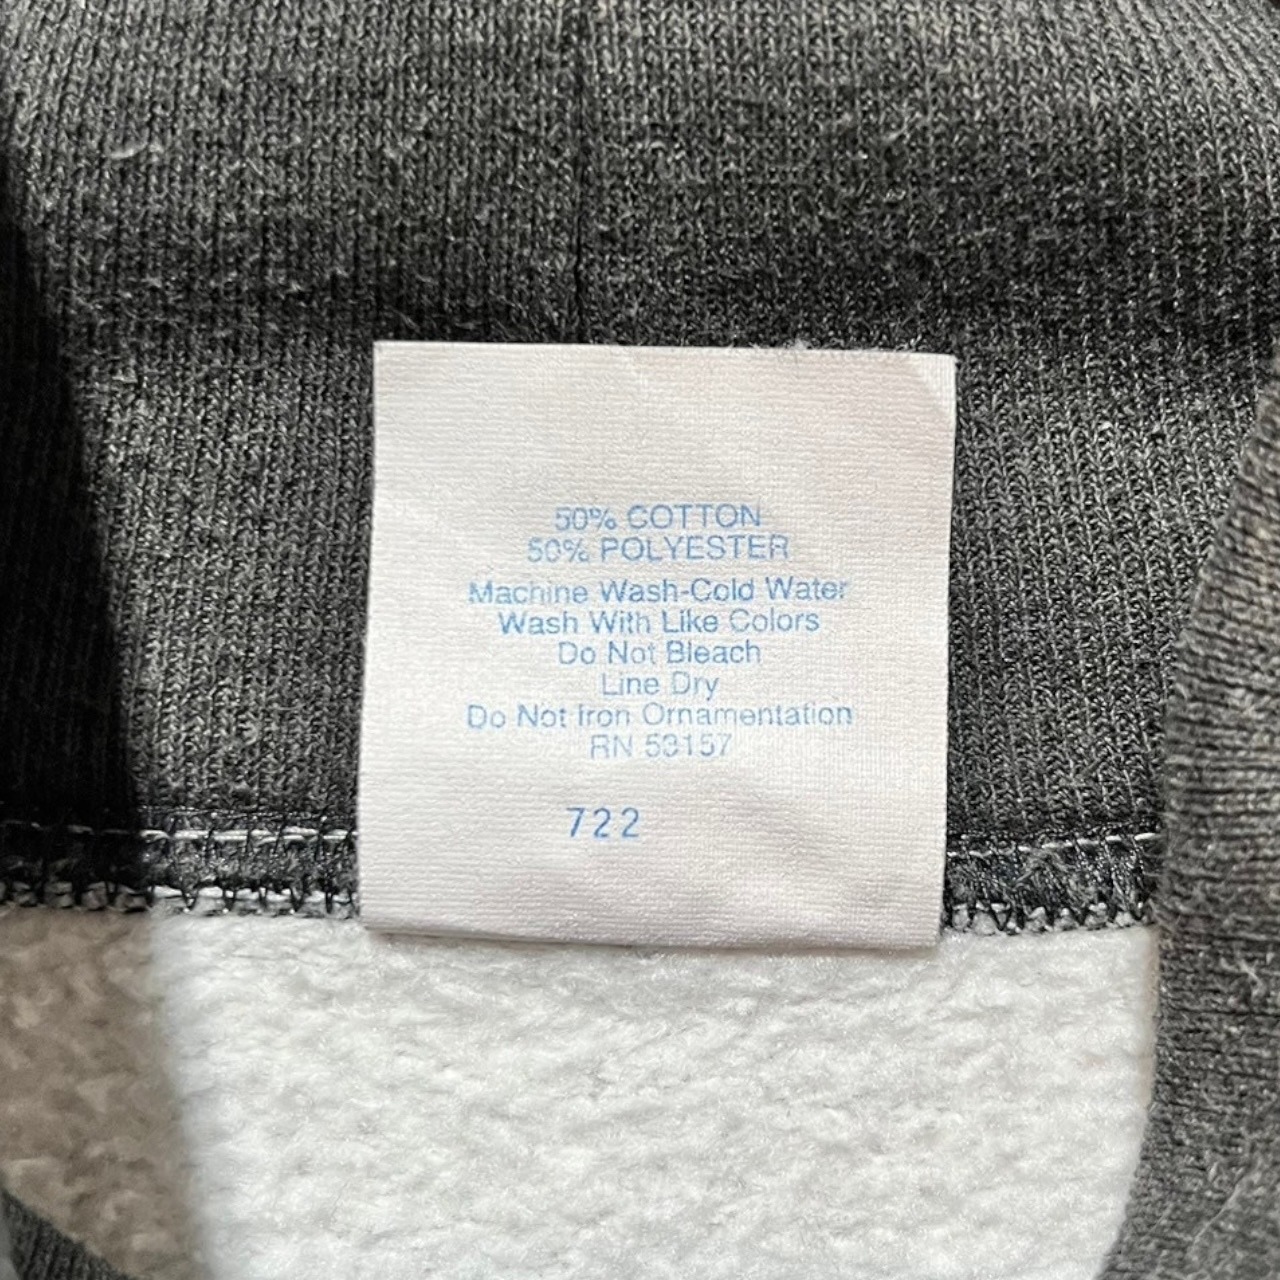 50% COTTON
50% POLYESTER
Machine Wash-Cold Water
Wash With Like Colors
Do Not Bleach
Line Dry
Do Not Iron Ornamentation
RN 53157
722